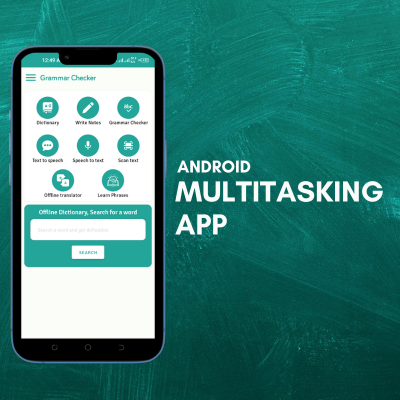 12:49 A
Grammar Checker
Dictionary
Write Notes
Grammar Checker
Text to speech
Speech to text
Scan text
Offline translator
Learn Phrases
Offline Dictionary, Search for a word
Search a word and get definitions
SEARCH
ANDROID
MULTITASKING
APP